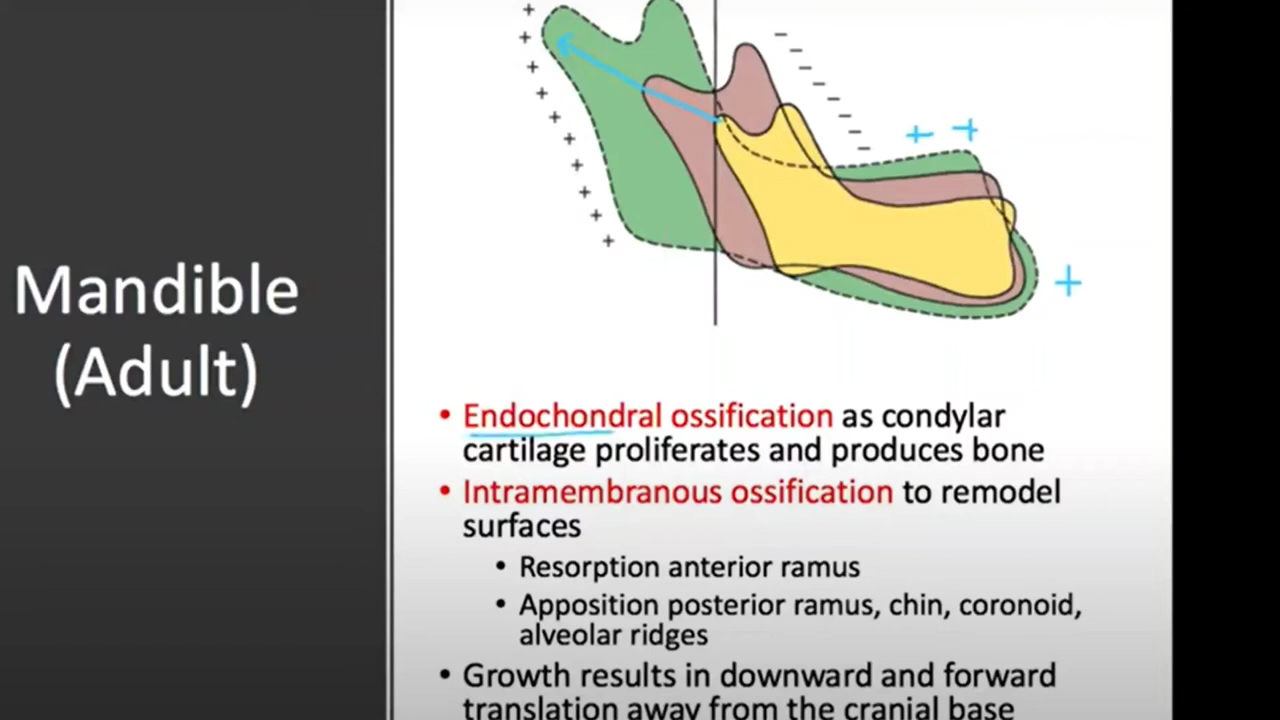 Mandible
(Adult)
• Endochondral ossification as condylar
cartilage proliferates and produces bone
• Intramembranous ossification to remodel
surfaces
• Resorption anterior ramus
• Apposition posterior ramus, chin, coronoid,
alveolar ridges
• Growth results in downward and forward
translation away from the cranial base